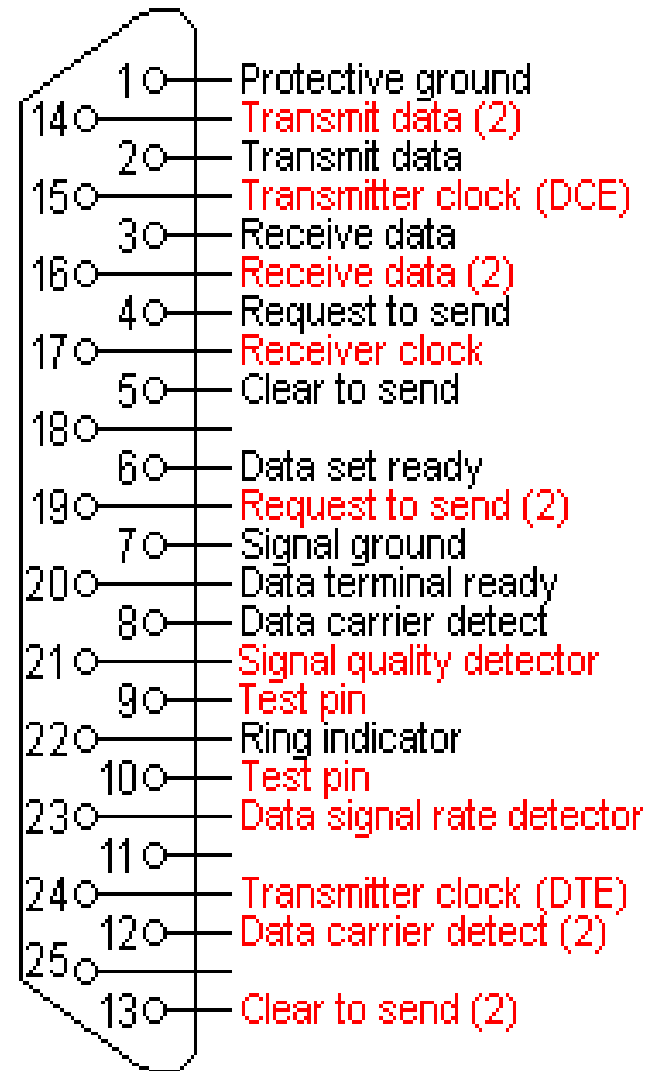 1 Protective ground
14 Transmit data (2)
2 Transmit data
15 Transmitter clock (DCE)
3 Receive data
16 Receive data (2)
4 Request to send
17 Receiver clock
5 Clear to send
18
6 Data set ready
19 Request to send (2)
7 Signal ground
20 Data terminal ready
8 Data carrier detect
21 Signal quality detector
9 Test pin
22 Ring indicator
10 Test pin
23 Data signal rate detector
11
24 Transmitter clock (DTE)
12 Data carrier detect (2)
25
13 Clear to send (2)